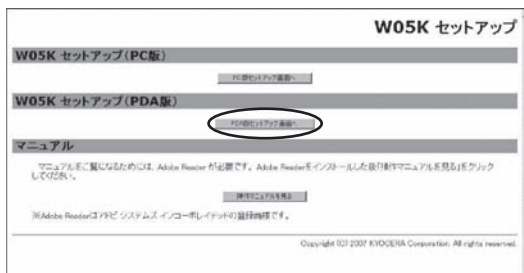 W05K セットアップ
W05K セットアップ(PC版)
PC版セットアップ画面へ
W05K セットアップ(PDA版)
PDA版セットアップ画面へ
マニュアル
マニュアルをご覧になるためには、Adobe Reader が必要です。Adobe Readerをインストールした後「操作マニュアルを見る」をクリック
してください。
操作マニュアルを見る
※Adobe Readerはアドビ システムズ インコーポレイテッドの登録商標です。
Copyright (C) 2007 KYOCERA Corporation. All rights reserved.